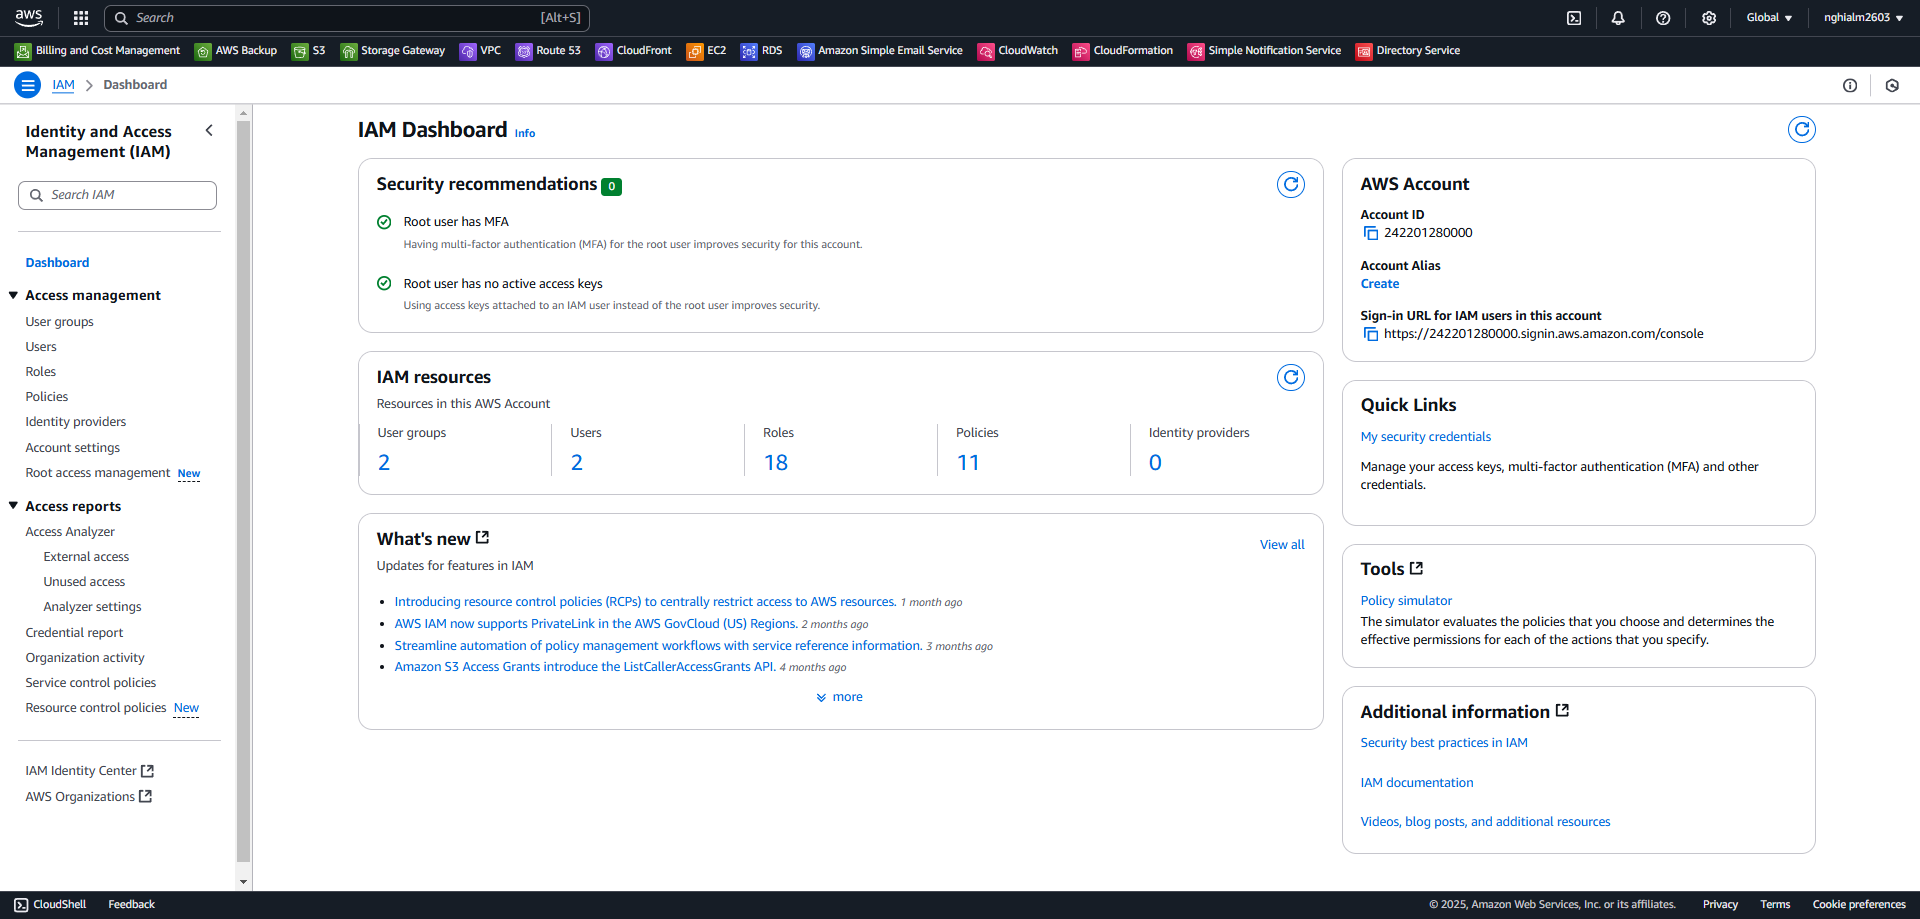 aws
Search
[Alt+S]
Global
nghialm2603
Billing and Cost Management
AWS Backup
S3
Storage Gateway
VPC
Route 53
CloudFront
EC2
RDS
Amazon Simple Email Service
CloudWatch
CloudFormation
Simple Notification Service
Directory Service
IAM
Dashboard
Identity and Access
Management (IAM)
Search IAM
Dashboard
Access management
User groups
Users
Roles
Policies
Identity providers
Account settings
Root access management New
Access reports
Access Analyzer
External access
Unused access
Analyzer settings
Credential report
Organization activity
Service control policies
Resource control policies New
IAM Identity Center
AWS Organizations
IAM Dashboard Info
Security recommendations 0
Root user has MFA
Having multi-factor authentication (MFA) for the root user improves security for this account.
Root user has no active access keys
Using access keys attached to an IAM user instead of the root user improves security.
IAM resources
Resources in this AWS Account
User groups
2
Users
2
Roles
18
Policies
11
Identity providers
0
What's new
View all
Updates for features in IAM
Introducing resource control policies (RCPs) to centrally restrict access to AWS resources. 1 month ago
AWS IAM now supports PrivateLink in the AWS GovCloud (US) Regions. 2 months ago
Streamline automation of policy management workflows with service reference information. 3 months ago
Amazon S3 Access Grants introduce the ListCallerAccessGrants API. 4 months ago
more
AWS Account
Account ID
242201280000
Account Alias
Create
Sign-in URL for IAM users in this account
https://242201280000.signin.aws.amazon.com/console
Quick Links
My security credentials
Manage your access keys, multi-factor authentication (MFA) and other
credentials.
Tools
Policy simulator
The simulator evaluates the policies that you choose and determines the
effective permissions for each of the actions that you specify.
Additional information
Security best practices in IAM
IAM documentation
Videos, blog posts, and additional resources
CloudShell
Feedback
© 2025, Amazon Web Services, Inc. or its affiliates.
Privacy
Terms
Cookie preferences